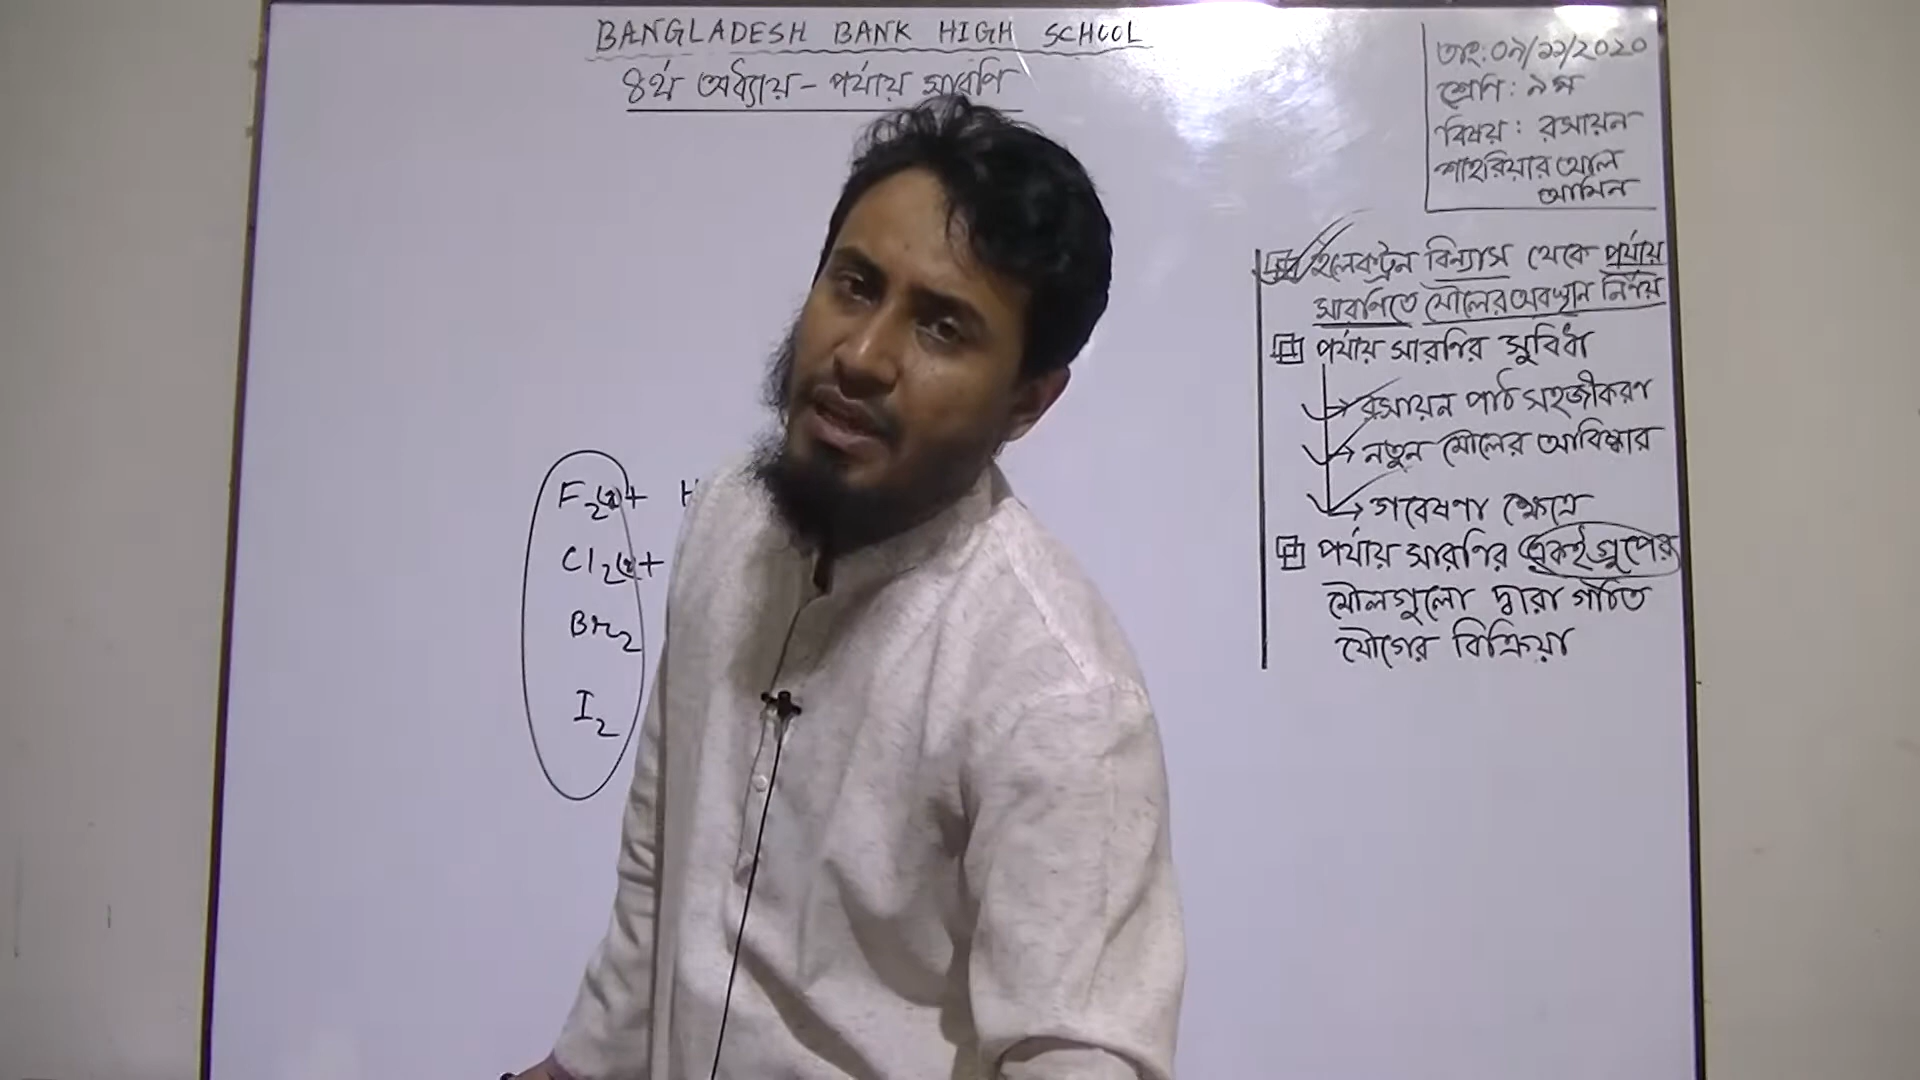 BANGLADESH BANK HIGH SCHOOL
৪র্থ অধ্যায় - পর্যায় সারণি
তাং: ০৯/১১/২০২০
শ্রেণি : ৯ম
বিষয় : রসায়ন
শাহরিয়ার আল
আমিন
ইলেকট্রন বিন্যাস থেকে পর্যায়
সারণিতে মৌলের অবস্থান নির্ণয়
পর্যায় সারণির সুবিধা
→ রসায়ন পাঠ সহজীকরণ
→ নতুন মৌলের আবিষ্কার
→ গবেষণা ক্ষেত্রে
পর্যায় সারণির একই গ্রুপের
মৌলগুলো দ্বারা গঠিত
যৌগের বিক্রিয়া
F₂(g) + H
Cl₂(g) +
Br₂
I₂